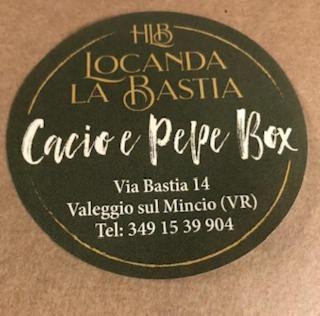 HLB
LOCANDA
LA BASTIA
Cacio e Pepe Box
Via Bastia 14
Valeggio sul Mincio (VR)
Tel: 349 15 39 904